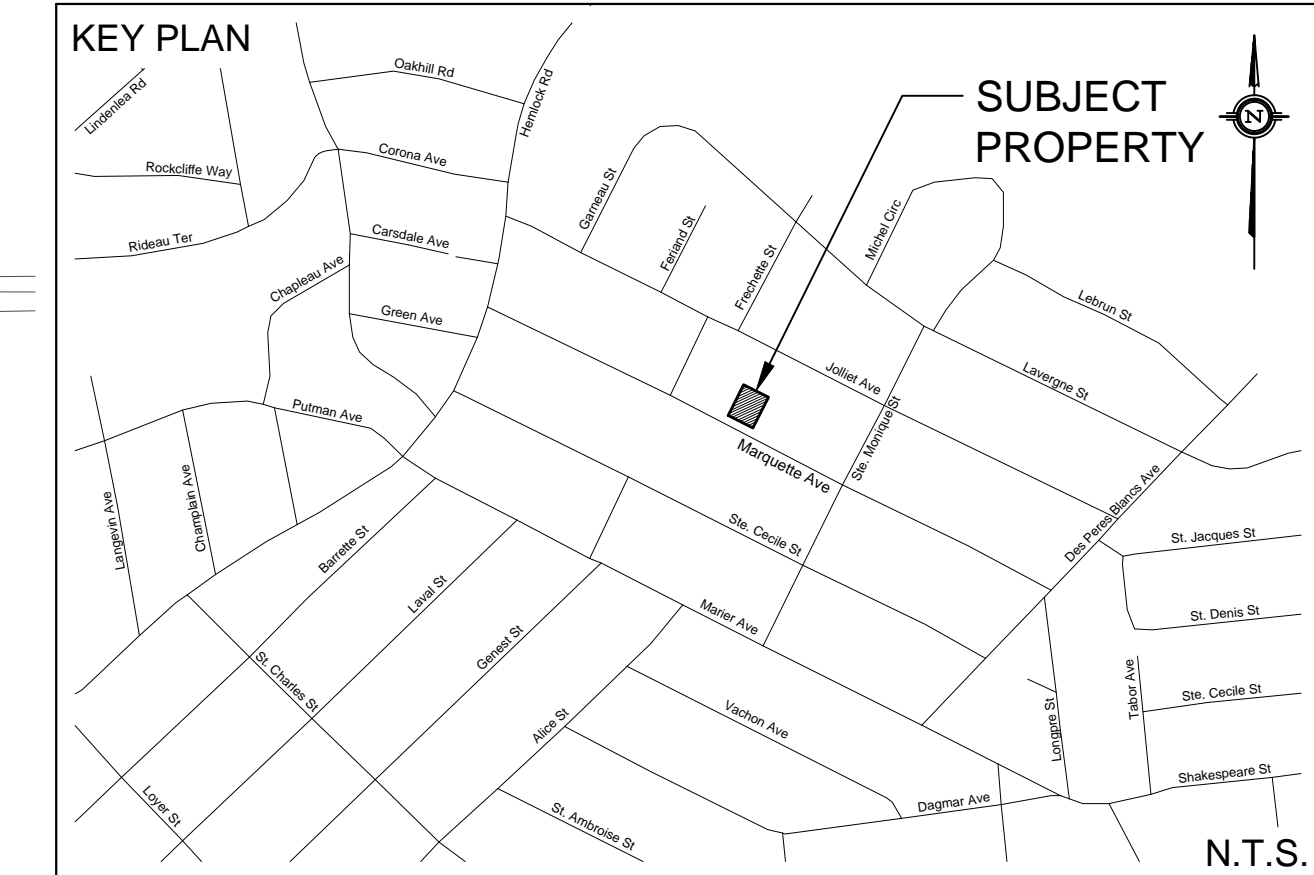 KEY PLAN
SUBJECT
PROPERTY
N
Oakhill Rd
Hemlock Rd
Lindenlea Rd
Corona Ave
Rockcliffe Way
Garneau St
Ferland St
Frechette St
Michel Circ
Carsdale Ave
Rideau Ter
Chapleau Ave
Green Ave
Lebrun St
Jolliet Ave
Lavergne St
Putman Ave
Ste. Monique St
Marquette Ave
Langevin Ave
Champlain Ave
Ste. Cecile St
Des Peres Blancs Ave
St. Jacques St
Barrette St
Laval St
Genest St
Marier Ave
St. Denis St
St. Charles St
Alice St
Vachon Ave
Longpre St
Tabor Ave
Ste. Cecile St
Loyer St
St. Ambroise St
Dagmar Ave
Shakespeare St
N.T.S.